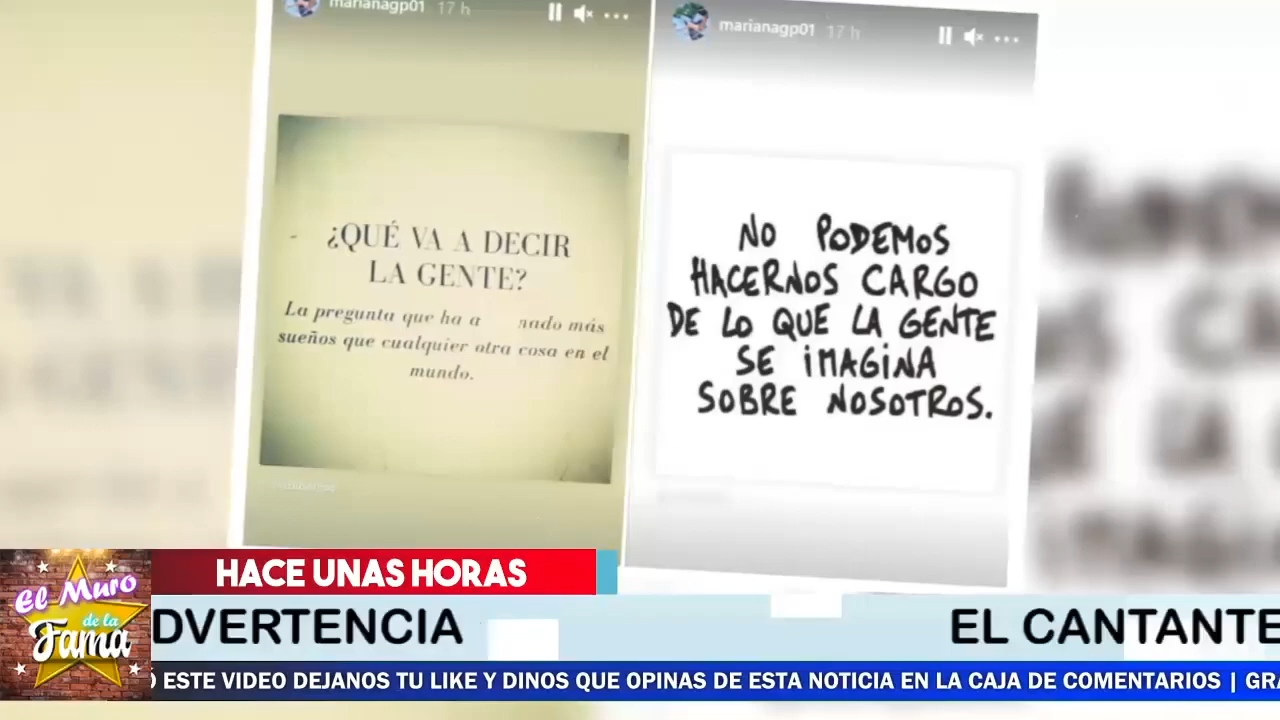 marianagp01 17 h
¿QUÉ VA A DECIR
LA GENTE?
La pregunta que ha a nado más
sueños que cualquier otra cosa en el
mundo.
marianagp01 17 h
NO PODEMOS
HACERNOS CARGO
DE LO QUE LA GENTE
SE IMAGINA
SOBRE NOSOTROS.
HACE UNAS HORAS
El Muro
de la
Fama
DVERTENCIA EL CANTANTE
Ó ESTE VIDEO DEJANOS TU LIKE Y DINOS QUE OPINAS DE ESTA NOTICIA EN LA CAJA DE COMENTARIOS | GRA